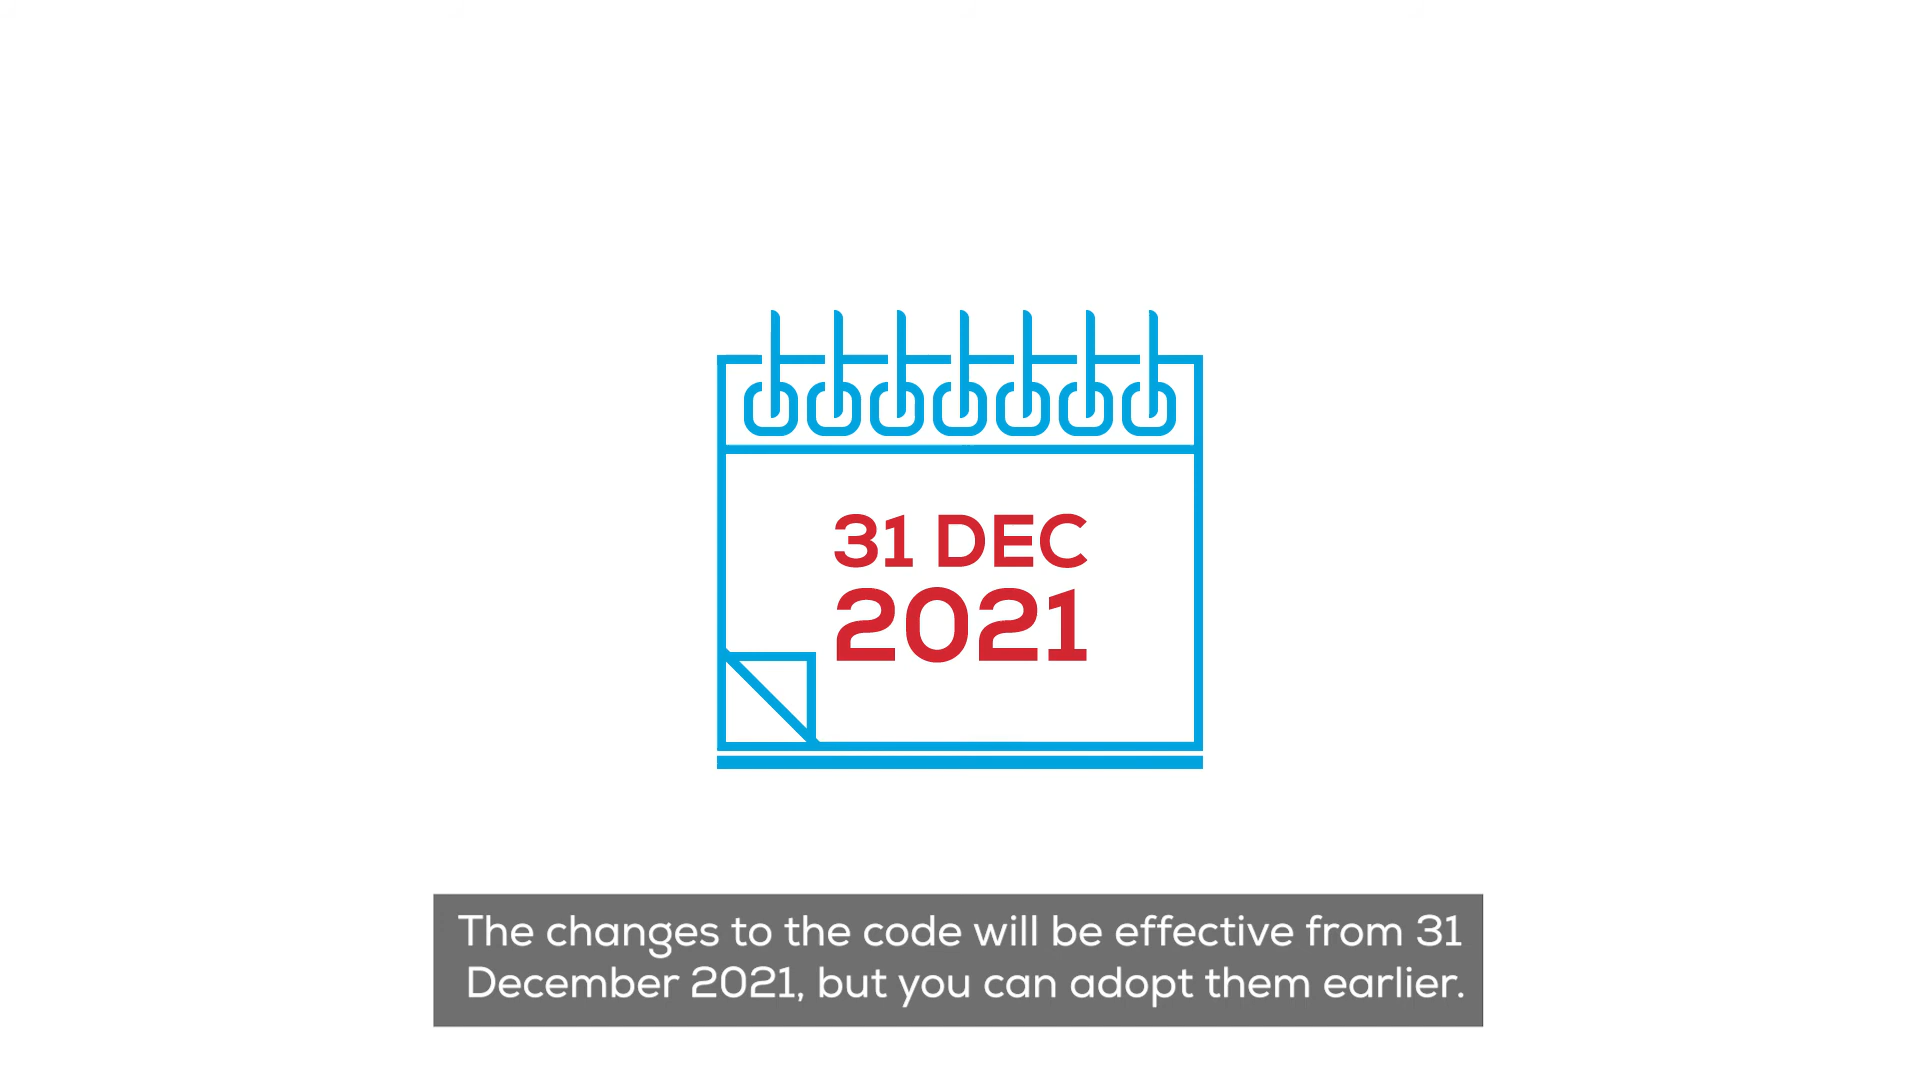 31 DEC
2021
The changes to the code will be effective from 31
December 2021, but you can adopt them earlier.